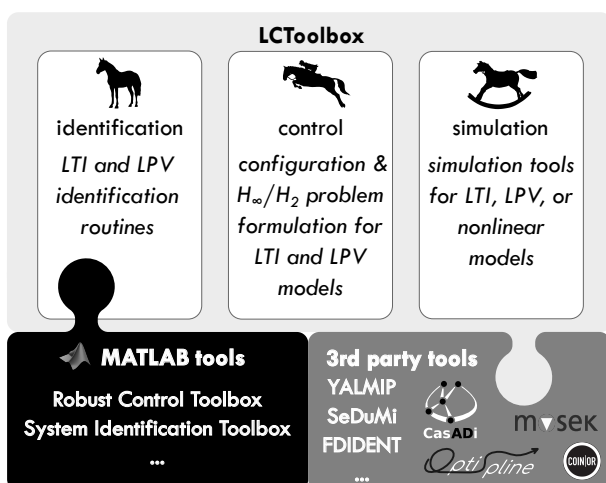 LCToolbox
identification
LTI and LPV
identification
routines
control
configuration &
H∞/H2 problem
formulation for
LTI and LPV
models
simulation
simulation tools
for LTI, LPV, or
nonlinear
models
MATLAB tools
Robust Control Toolbox
System Identification Toolbox
...
3rd party tools
YALMIP
SeDuMi
FDIDENT
...
CasADi
Optispline
mosek
COIN|OR